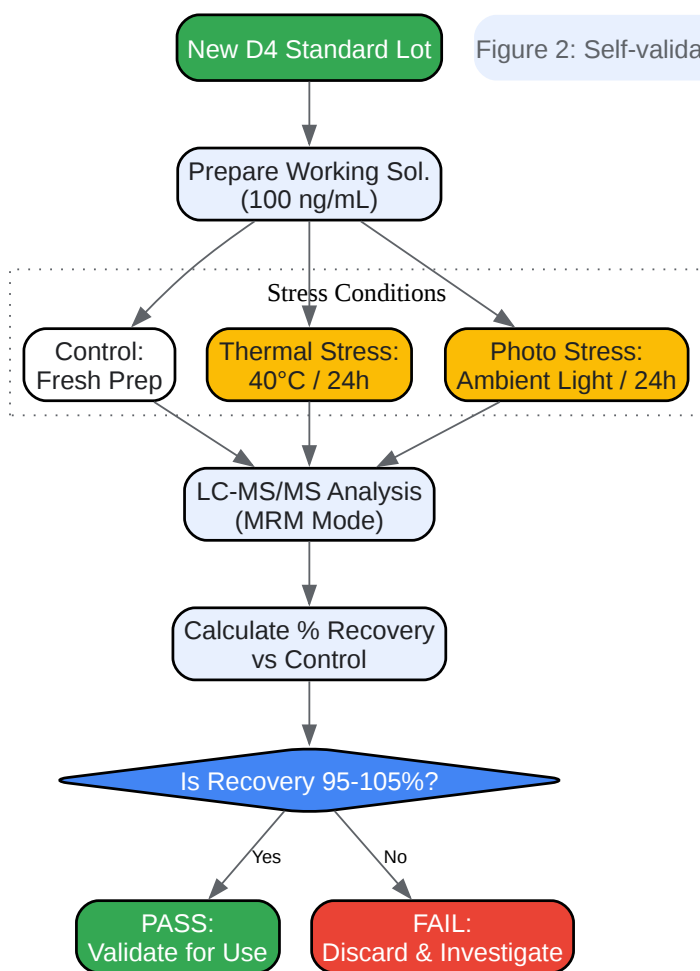 New D4 Standard Lot
Figure 2: Self-valida
Prepare Working Sol.
(100 ng/mL)
Stress Conditions
Control:
Fresh Prep
Thermal Stress:
40°C / 24h
Photo Stress:
Ambient Light / 24h
LC-MS/MS Analysis
(MRM Mode)
Calculate % Recovery
vs Control
Is Recovery 95-105%?
Yes
No
PASS:
Validate for Use
FAIL:
Discard & Investigate